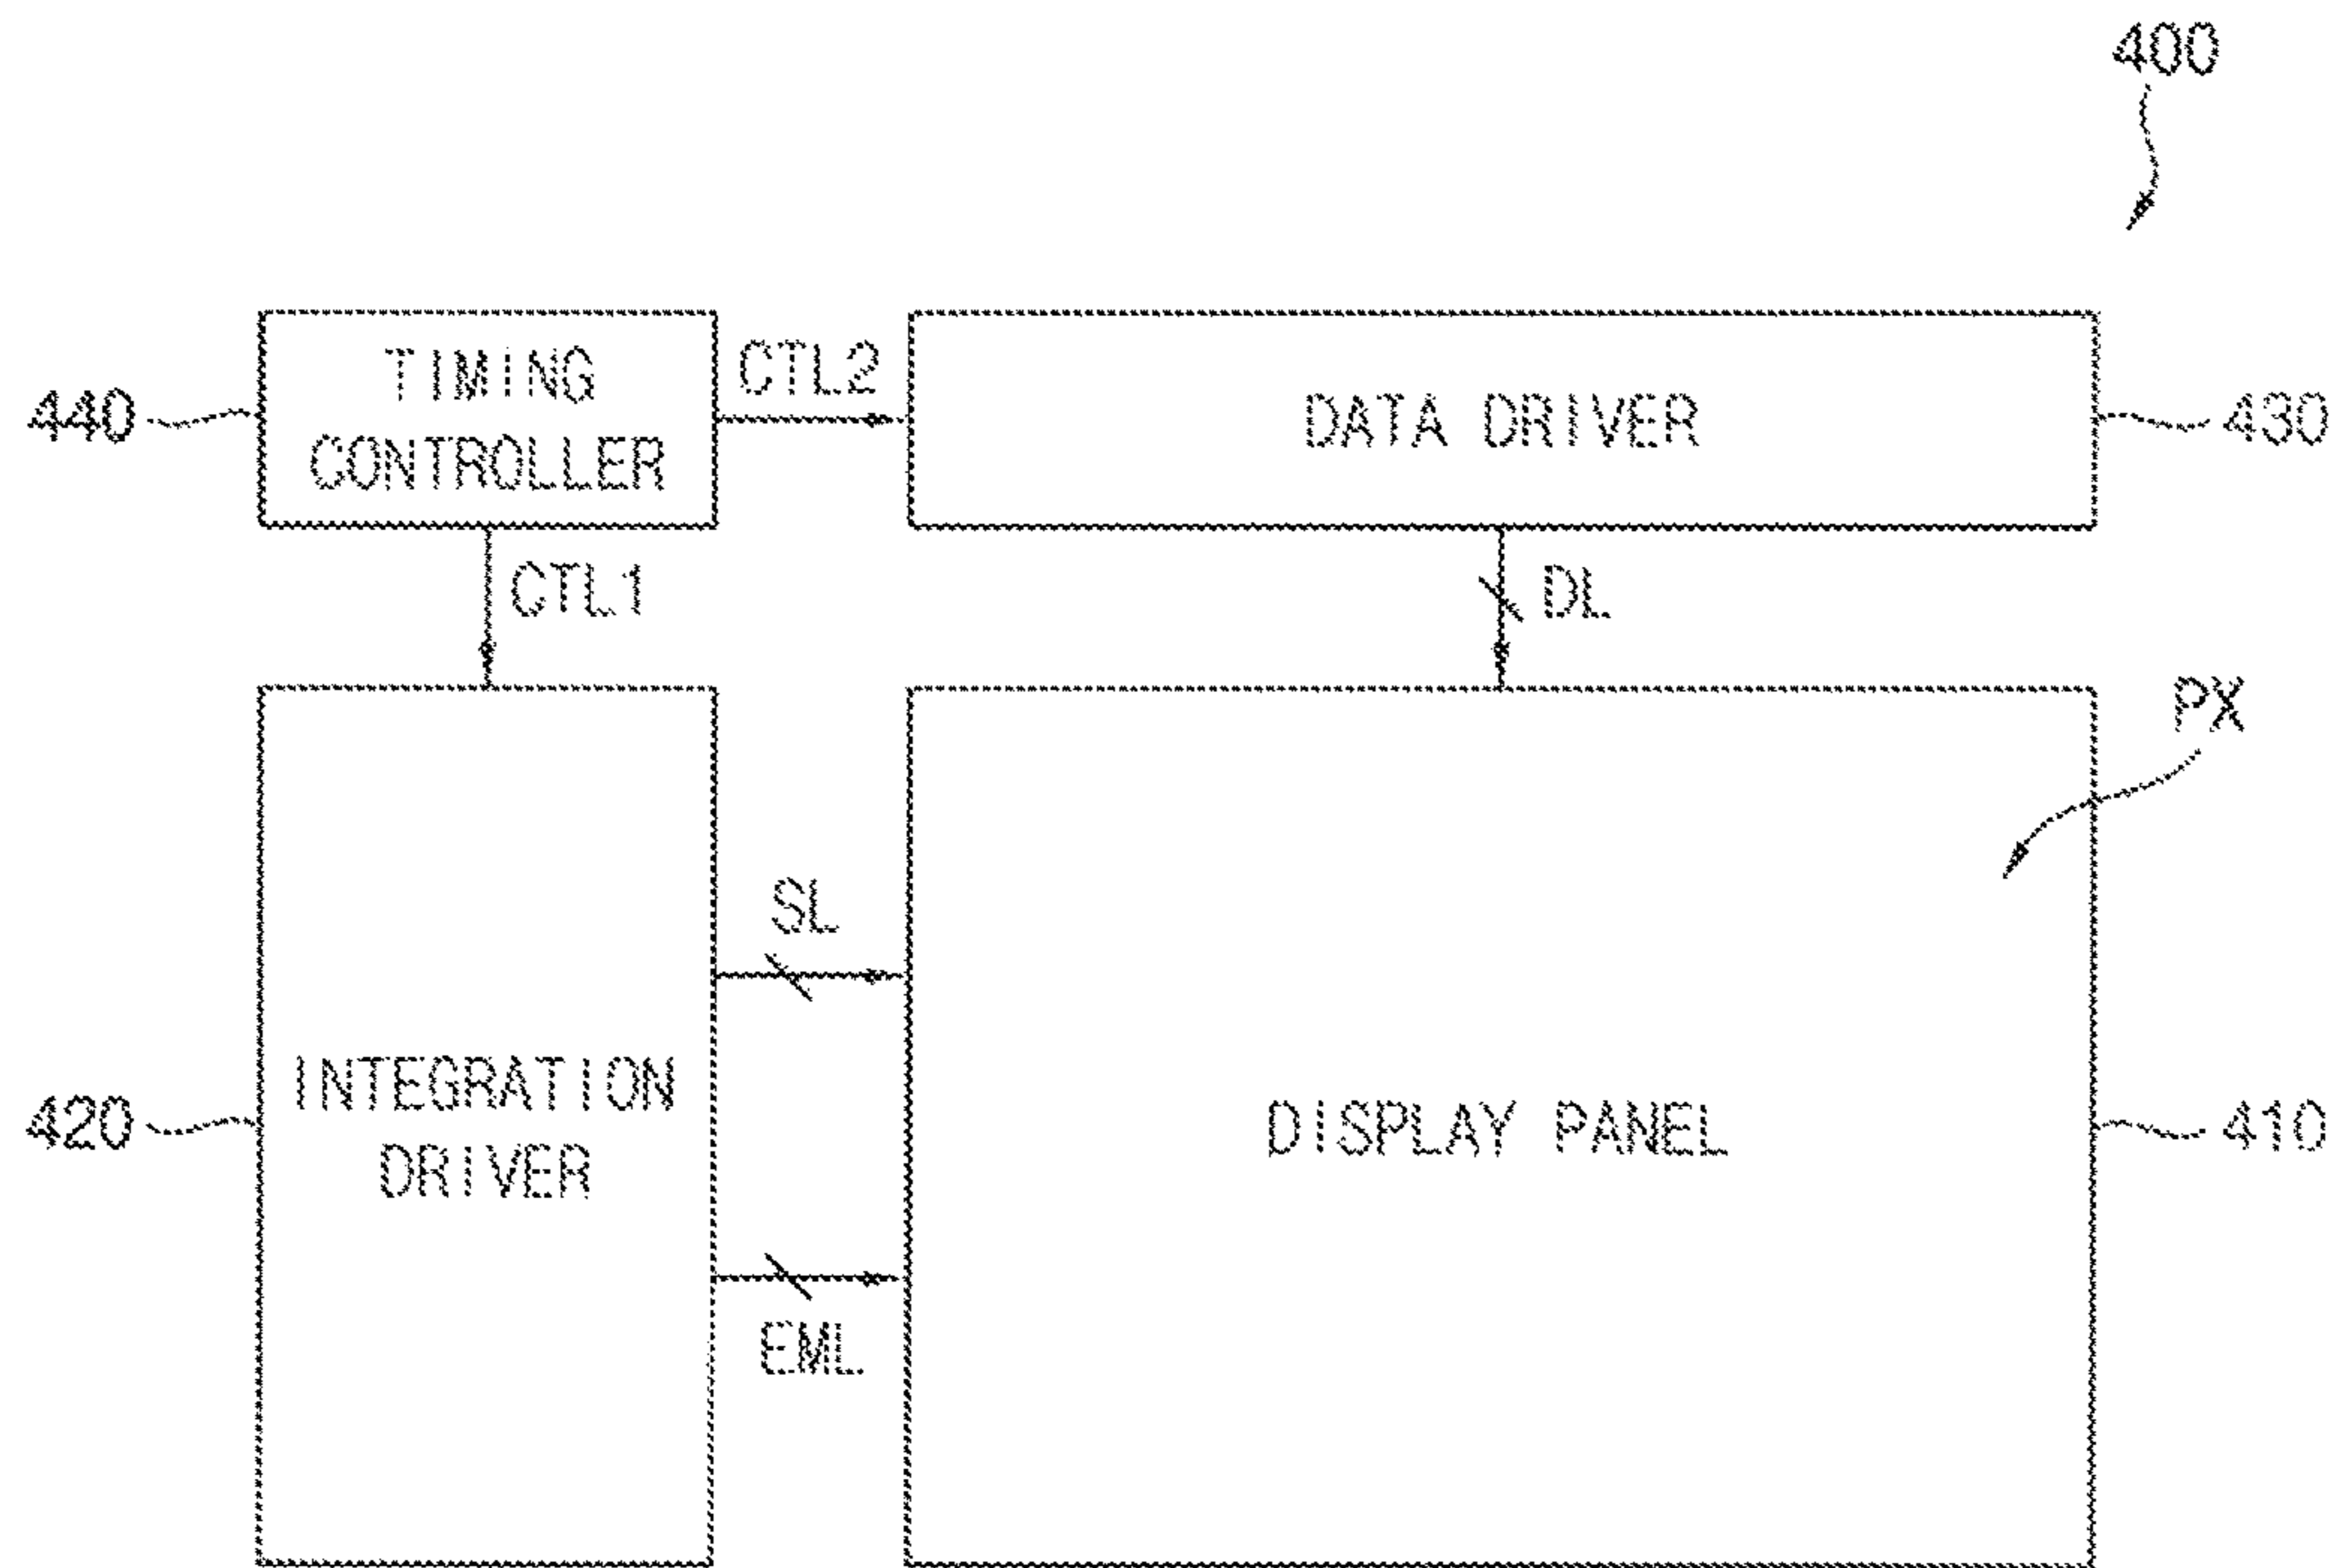 400
TIMING
CONTROLLER
CTL2
DATA DRIVER
440
430
CTL1
DL
PX
SL
INTEGRATION
DRIVER
420
DISPLAY PANEL
410
EML